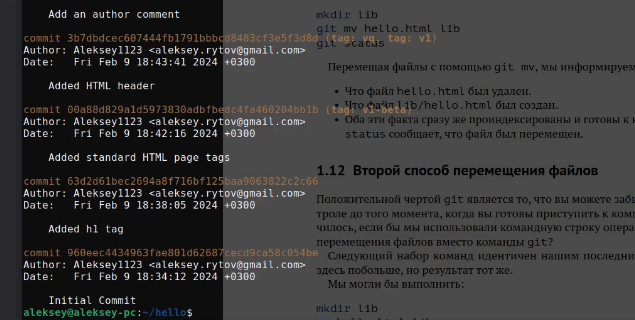 Add an author comment
commit 3b7dbdcec607444fb1791bbbcd8483cf3e5f3d8d (tag: v0, tag: v1)
Author: Aleksey1123 <aleksey.rytov@gmail.com>
Date: Fri Feb 9 18:43:41 2024 +0300
Added HTML header
commit 00a88d829a1d5973830adbfbedc4fa460204bb1b (tag: v1-beta)
Author: Aleksey1123 <aleksey.rytov@gmail.com>
Date: Fri Feb 9 18:42:16 2024 +0300
Added standard HTML page tags
commit 63d2d61bec2694a8f716bf125baa9063822c2c66
Author: Aleksey1123 <aleksey.rytov@gmail.com>
Date: Fri Feb 9 18:38:05 2024 +0300
Added h1 tag
commit 960eec4434963fae801d62687cecd9ca58c054be
Author: Aleksey1123 <aleksey.rytov@gmail.com>
Date: Fri Feb 9 18:34:12 2024 +0300
Initial Commit
aleksey@aleksey-pc:~/hello$
mkdir lib
git mv hello.html lib
git status
Перемещая файлы с помощью git mv, мы информируем
• Что файл hello.html был удален.
• Что файл lib/hello.html был создан.
• Оба эти факта сразу же проиндексированы и готовы к к
status сообщает, что файл был перемещен.
1.12 Второй способ перемещения файлов
Положительной чертой git является то, что вы можете забы
троле до того момента, когда вы готовы приступить к комм
чилось, если бы мы использовали командную строку опера
перемещения файлов вместо команды git?
Следующий набор команд идентичен нашим последни
здесь побольше, но результат тот же.
Мы могли бы выполнить:
mkdir lib